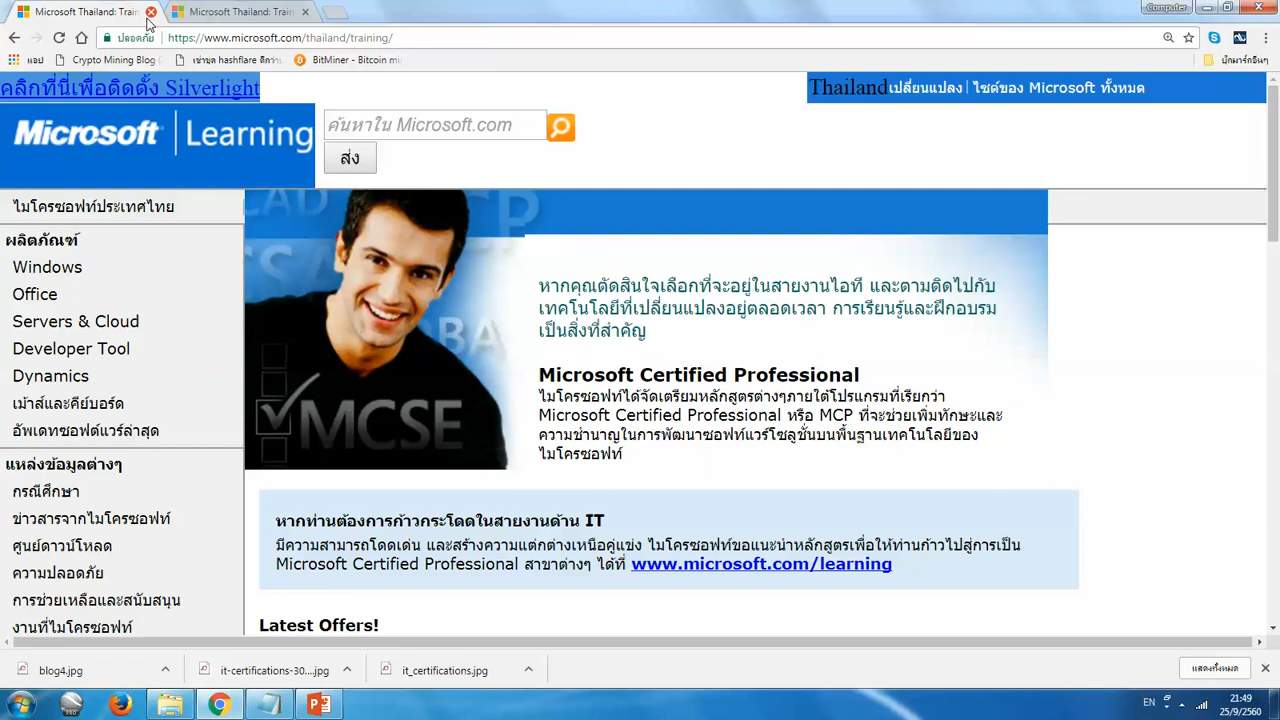 Microsoft Thailand: Train
Microsoft Thailand: Train
Computer
ปลอดภัย
https://www.microsoft.com/thailand/training/
แอป
Crypto Mining Blog
เช่าขุด hashflare ดีกว่า
BitMiner - Bitcoin mi
บุ๊กมาร์กอื่นๆ
คลิกที่นี่เพื่อติดตั้ง Silverlight
Thailand เปลี่ยนแปลง | ไซต์ของ Microsoft ทั้งหมด
Microsoft | Learning
ค้นหาใน Microsoft.com
ส่ง
ไมโครซอฟท์ประเทศไทย
ผลิตภัณฑ์
Windows
Office
Servers & Cloud
Developer Tool
Dynamics
เม้าส์และคีย์บอร์ด
อัพเดทซอฟต์แวร์ล่าสุด
แหล่งข้อมูลต่างๆ
กรณีศึกษา
ข่าวสารจากไมโครซอฟท์
ศูนย์ดาวน์โหลด
ความปลอดภัย
การช่วยเหลือและสนับสนุน
งานที่ไมโครซอฟท์
MCSE
หากคุณตัดสินใจเลือกที่จะอยู่ในสายงานไอที และตามติดไปกับ
เทคโนโลยีที่เปลี่ยนแปลงอยู่ตลอดเวลา การเรียนรู้และฝึกอบรม
เป็นสิ่งที่สำคัญ
Microsoft Certified Professional
ไมโครซอฟท์ได้จัดเตรียมหลักสูตรต่างๆภายใต้โปรแกรมที่เรียกว่า
Microsoft Certified Professional หรือ MCP ที่จะช่วยเพิ่มทักษะและ
ความชำนาญในการพัฒนาซอฟท์แวร์โซลูชั่นบนพื้นฐานเทคโนโลยีของ
ไมโครซอฟท์
หากท่านต้องการก้าวกระโดดในสายงานด้าน IT
มีความสามารถโดดเด่น และสร้างความแตกต่างเหนือคู่แข่ง ไมโครซอฟท์ขอแนะนำหลักสูตรเพื่อให้ท่านก้าวไปสู่การเป็น
Microsoft Certified Professional สาขาต่างๆ ได้ที่ www.microsoft.com/learning
Latest Offers!
blog4.jpg
it-certifications-30....jpg
it_certifications.jpg
แสดงทั้งหมด
EN
21:49
25/9/2560